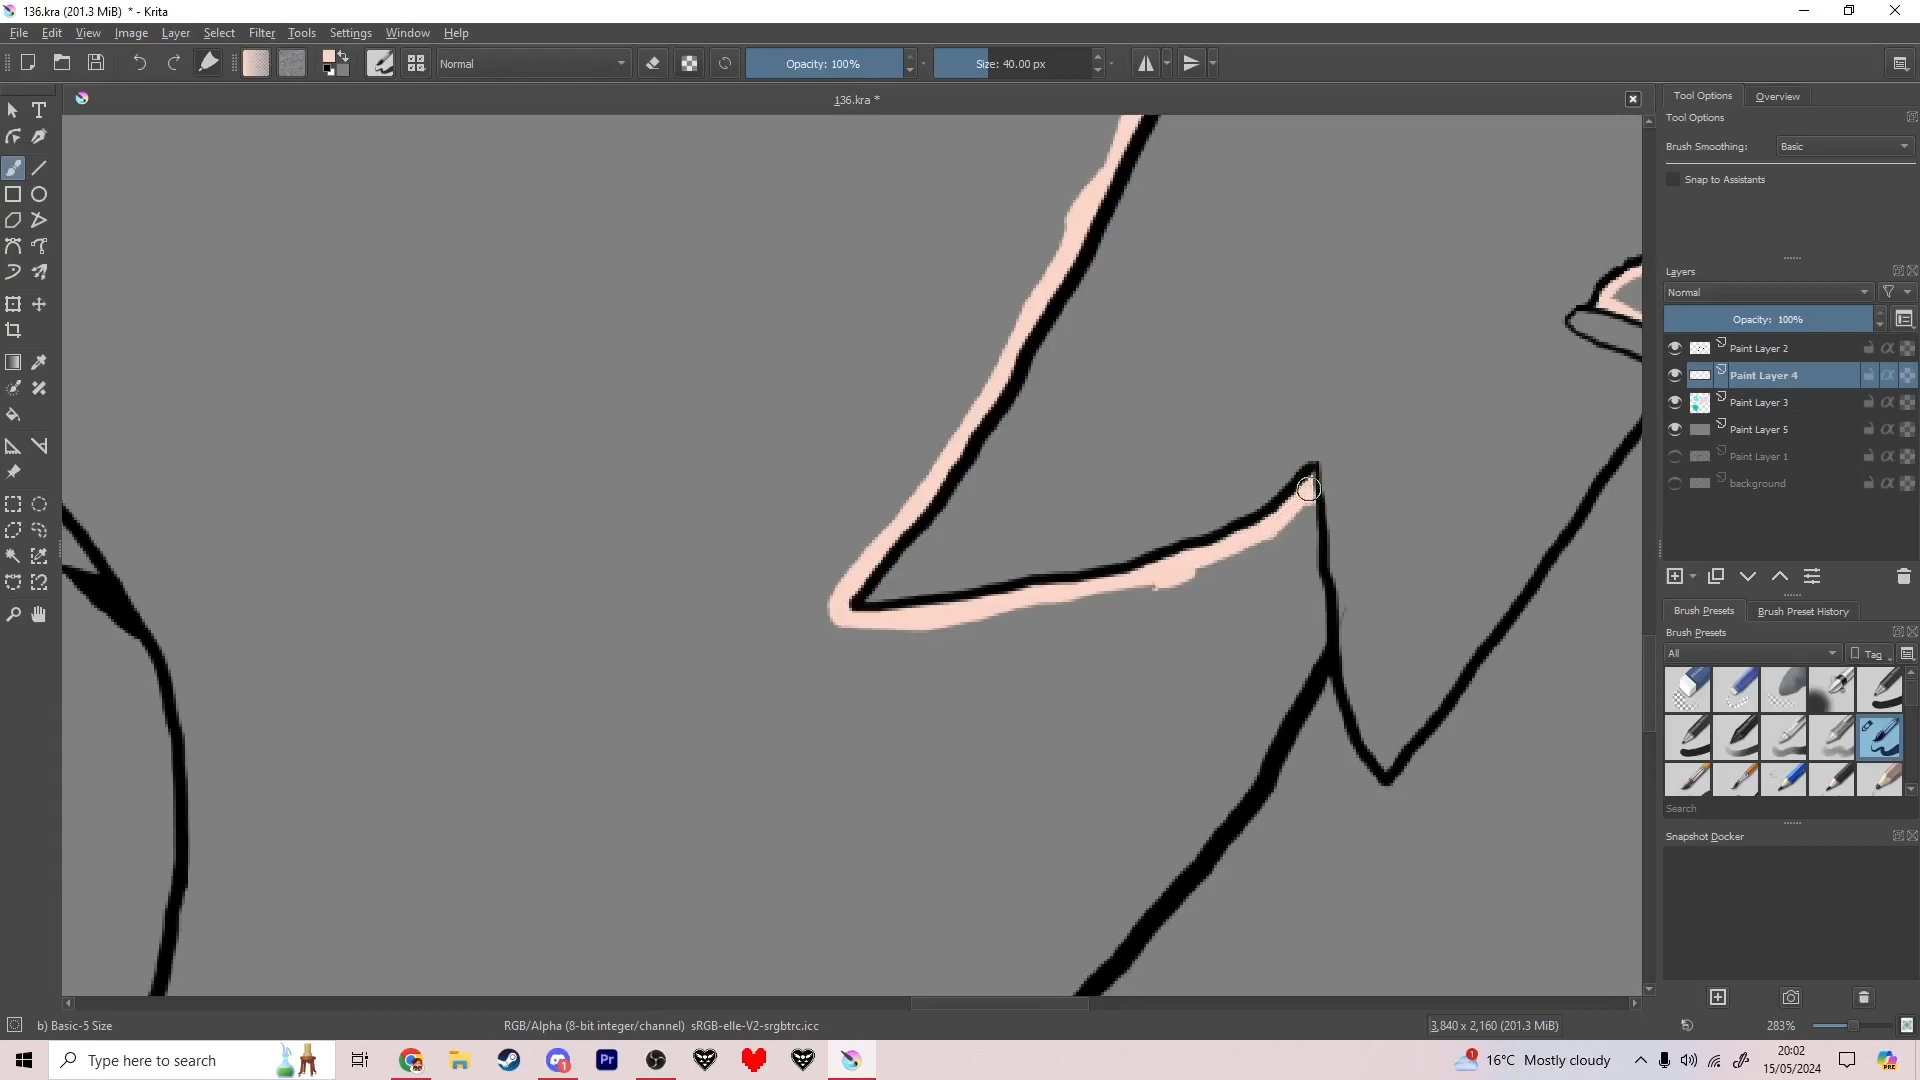 136.kra (201.3 MiB) * - Krita
File Edit View Image Layer Select Filter Tools Settings Window Help
Normal
Opacity: 100%
Size: 40.00 px
136.kra *
Tool Options
Overview
Tool Options
Brush Smoothing:
Basic
Snap to Assistants
Layers
Normal
Opacity: 100%
Paint Layer 2
Paint Layer 4
Paint Layer 3
Paint Layer 5
Paint Layer 1
background
Brush Presets
Brush Preset History
Brush Presets
All
Tag
Search
Snapshot Docker
b) Basic-5 Size
RGB/Alpha (8-bit integer/channel) sRGB-elle-V2-srgbtrc.icc
3,840 x 2,160 (201.3 MiB)
283%
Type here to search
Pr
1
1
16°C Mostly cloudy
20:02
15/05/2024
PRE